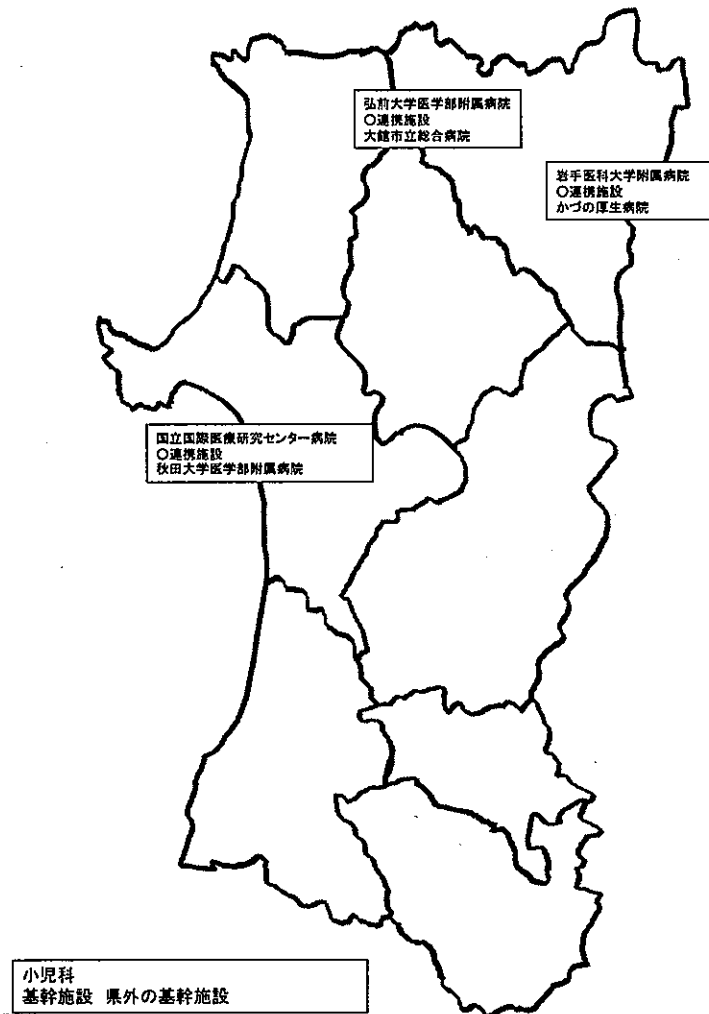 弘前大学医学部附属病院
○連携施設
大館市立総合病院
岩手医科大学附属病院
○連携施設
かづの厚生病院
国立国際医療研究センター病院
○連携施設
秋田大学医学部附属病院
小児科
基幹施設 県外の基幹施設